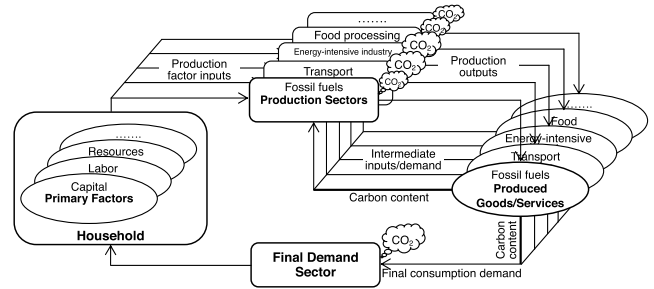 .......
CO2
Food processing
CO2
Energy-intensive industry
CO2
Production
factor inputs
Transport
CO2
Production
outputs
Fossil fuels
Production Sectors
CO2
.......
Food
Energy-intensive
Transport
Fossil fuels
Produced
Goods/Services
.......
Resources
Labor
Capital
Primary Factors
Household
Intermediate
inputs/demand
Carbon content
Carbon
content
CO2
Final Demand
Sector
Final consumption demand